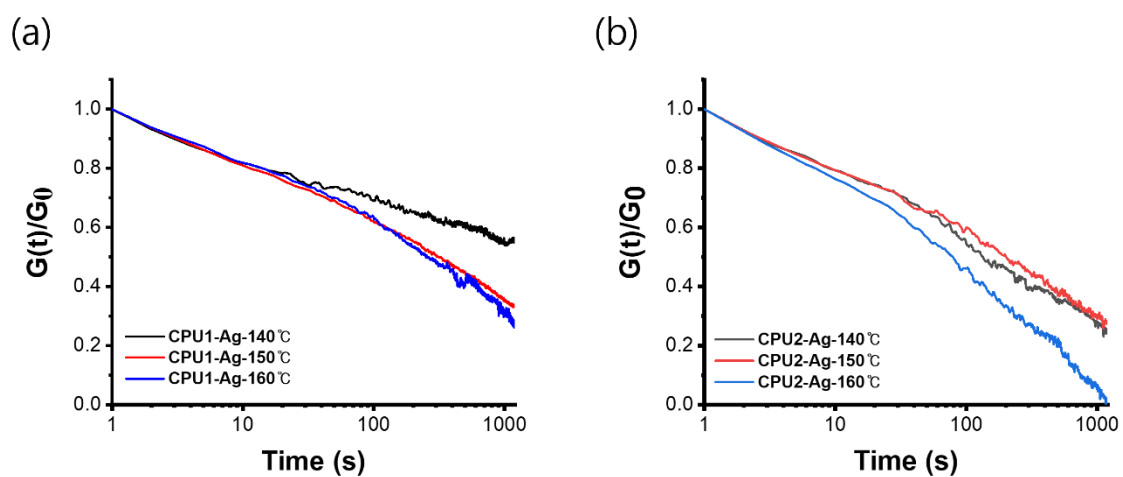 (a)
G(t)/G0
1.0
0.8
0.6
0.4
0.2
0.0
CPU1-Ag-140℃
CPU1-Ag-150℃
CPU1-Ag-160℃
1
10
100
1000
Time (s)
(b)
G(t)/G0
1.0
0.8
0.6
0.4
0.2
0.0
CPU2-Ag-140℃
CPU2-Ag-150℃
CPU2-Ag-160℃
1
10
100
1000
Time (s)